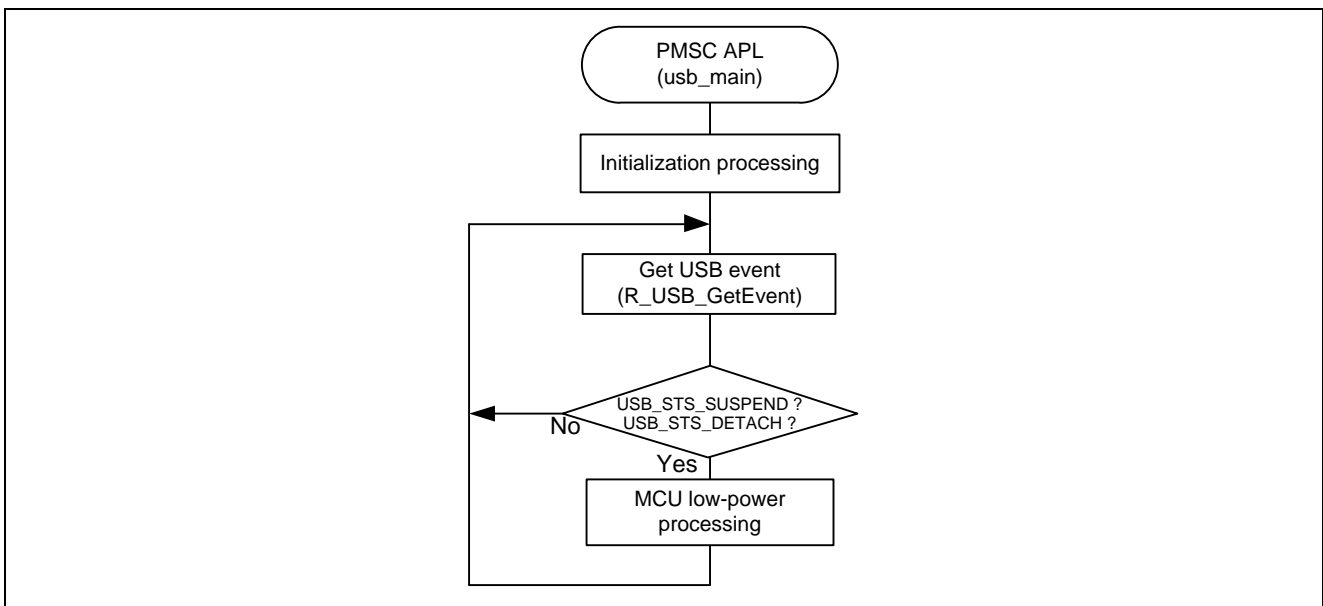 PMSC APL
(usb_main)
Initialization processing
Get USB event
(R_USB_GetEvent)
USB_STS_SUSPEND ?
USB_STS_DETACH ?
No
Yes
MCU low-power
processing